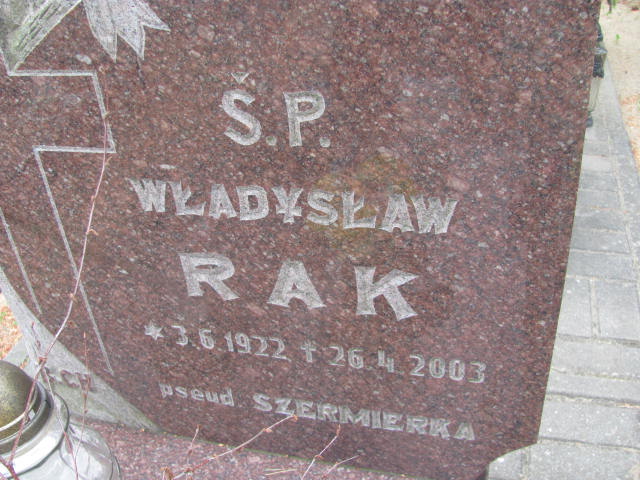 Ś.P.
WŁADYSŁAW
RAK
* 3.6.1922 † 26.4.2003
pseud. SZERMIERKA